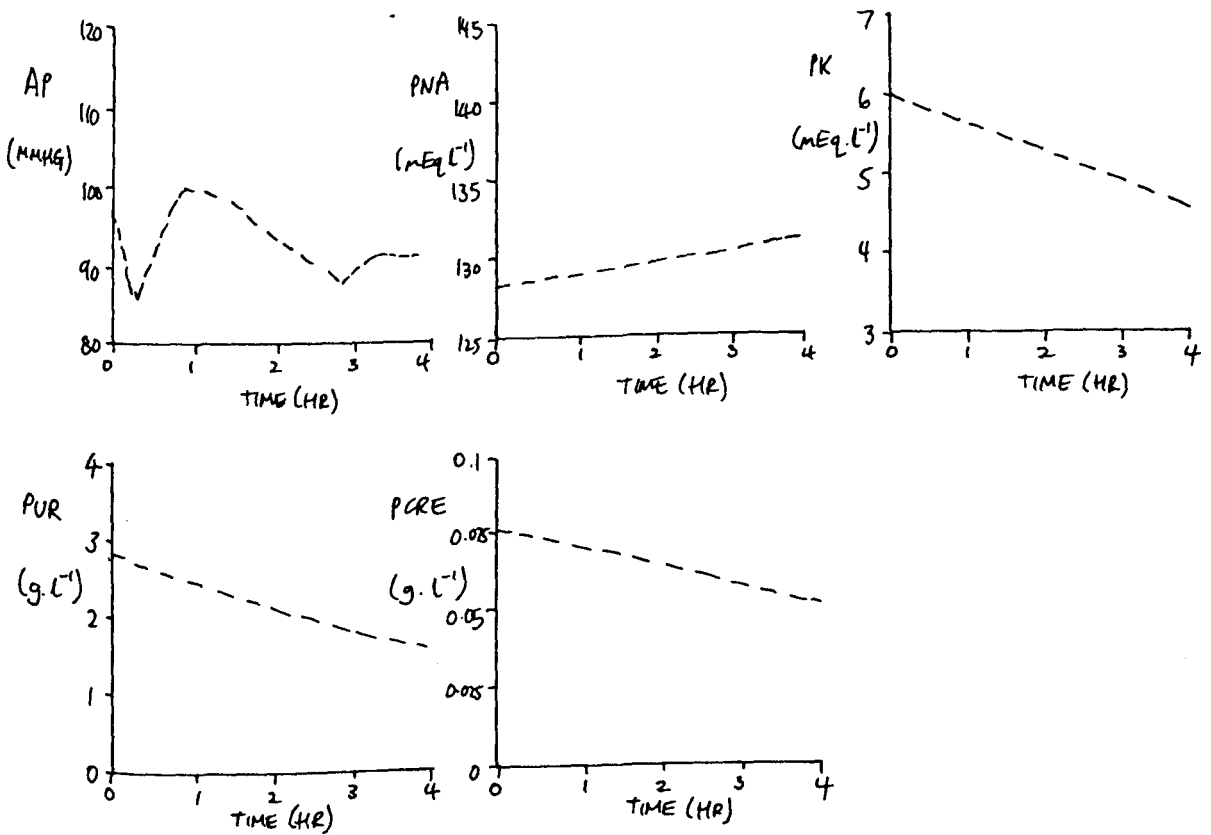 120
AP
110
(MMHG)
100
90
80
0 1 2 3 4
TIME (HR)
145
PNA
140
(mEq l⁻¹)
135
130
125
0 1 2 3 4
TIME (HR)
7
PK
6
(mEq.l⁻¹)
5
4
3
0 1 2 3 4
TIME (HR)
4
PUR
3
(g.l⁻¹)
2
1
0
0 1 2 3 4
TIME (HR)
0.1
PCRE
0.075
(g.l⁻¹)
0.05
0.025
0
0 1 2 3 4
TIME (HR)